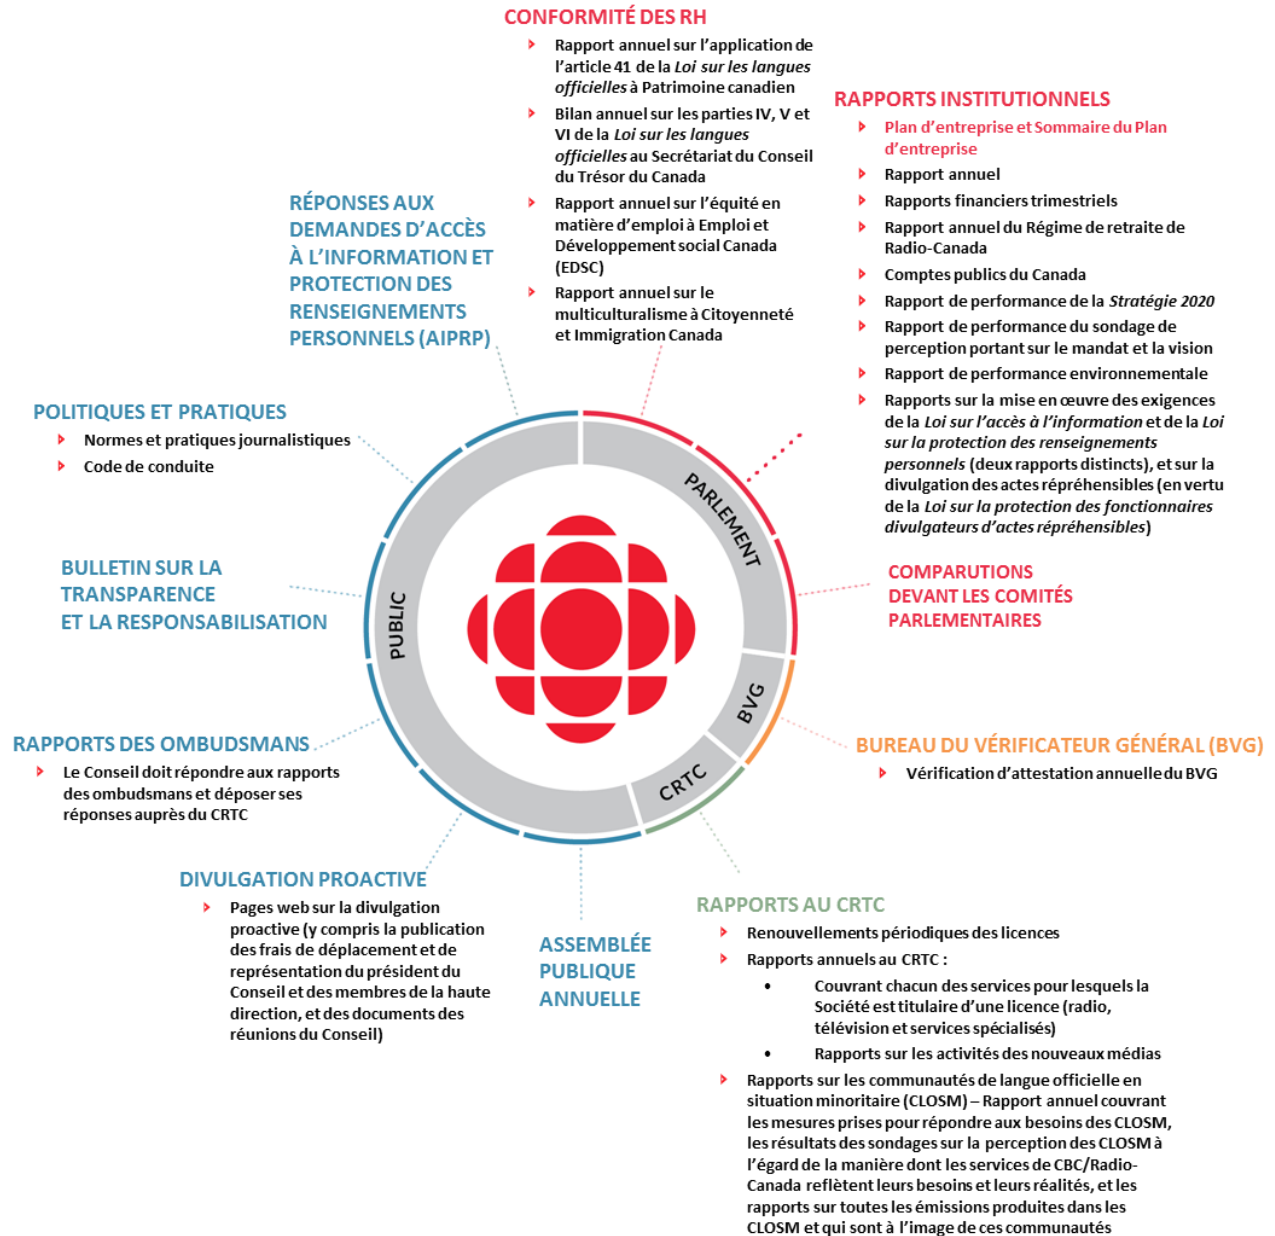 CONFORMITÉ DES RH
Rapport annuel sur l'application de
l'article 41 de la Loi sur les langues
officielles à Patrimoine canadien
Bilan annuel sur les parties IV, V et
VI de la Loi sur les langues
officielles au Secrétariat du Conseil
du Trésor du Canada
Rapport annuel sur l'équité en
matière d'emploi à Emploi et
Développement social Canada
(EDSC)
Rapport annuel sur le
multiculturalisme à Citoyenneté
et Immigration Canada
RAPPORTS INSTITUTIONNELS
Plan d'entreprise et Sommaire du Plan
d'entreprise
Rapport annuel
Rapports financiers trimestriels
Rapport annuel du Régime de retraite de
Radio-Canada
Comptes publics du Canada
Rapport de performance de la Stratégie 2020
Rapport de performance du sondage de
perception portant sur le mandat et la vision
Rapport de performance environnementale
Rapports sur la mise en œuvre des exigences
de la Loi sur l'accès à l'information et de la Loi
sur la protection des renseignements
personnels (deux rapports distincts), et sur la
divulgation des actes répréhensibles (en vertu
de la Loi sur la protection des fonctionnaires
divulgateurs d'actes répréhensibles)
RÉPONSES AUX
DEMANDES D'ACCÈS
À L'INFORMATION ET
PROTECTION DES
RENSEIGNEMENTS
PERSONNELS (AIPRP)
POLITIQUES ET PRATIQUES
Normes et pratiques journalistiques
Code de conduite
BULLETIN SUR LA
TRANSPARENCE
ET LA RESPONSABILISATION
PUBLIC
PARLEMENT
BVG
CRTC
COMPARUTIONS
DEVANT LES COMITÉS
PARLEMENTAIRES
RAPPORTS DES OMBUDSMANS
Le Conseil doit répondre aux rapports
des ombudsmans et déposer ses
réponses auprès du CRTC
BUREAU DU VÉRIFICATEUR GÉNÉRAL (BVG)
Vérification d'attestation annuelle du BVG
DIVULGATION PROACTIVE
Pages web sur la divulgation
proactive (y compris la publication
des frais de déplacement et de
représentation du président du
Conseil et des membres de la haute
direction, et des documents des
réunions du Conseil)
ASSEMBLÉE
PUBLIQUE
ANNUELLE
RAPPORTS AU CRTC
Renouvellements périodiques des licences
Rapports annuels au CRTC :
• Couvrant chacun des services pour lesquels la
Société est titulaire d'une licence (radio,
télévision et services spécialisés)
• Rapports sur les activités des nouveaux médias
Rapports sur les communautés de langue officielle en
situation minoritaire (CLOSM) – Rapport annuel couvrant
les mesures prises pour répondre aux besoins des CLOSM,
les résultats des sondages sur la perception des CLOSM à
l'égard de la manière dont les services de CBC/Radio-
Canada reflètent leurs besoins et leurs réalités, et les
rapports sur toutes les émissions produites dans les
CLOSM et qui sont à l'image de ces communautés